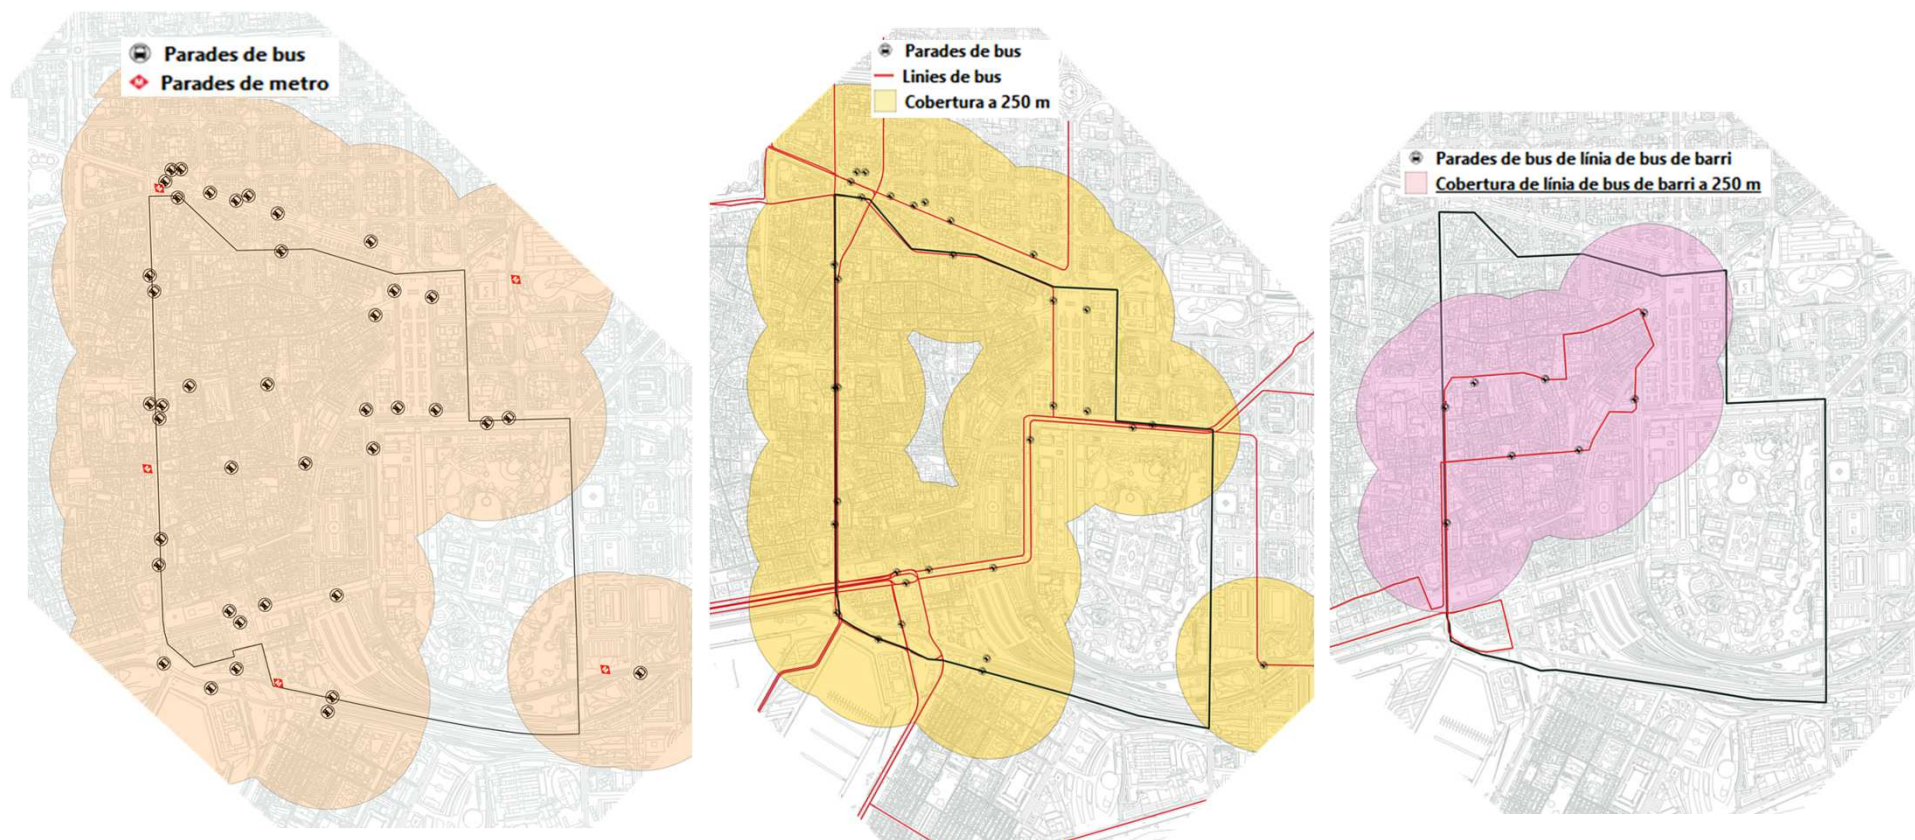 Parades de bus
Parades de metro
Parades de bus
Linies de bus
Cobertura a 250 m
Parades de bus de línia de bus de barri
Cobertura de línia de bus de barri a 250 m